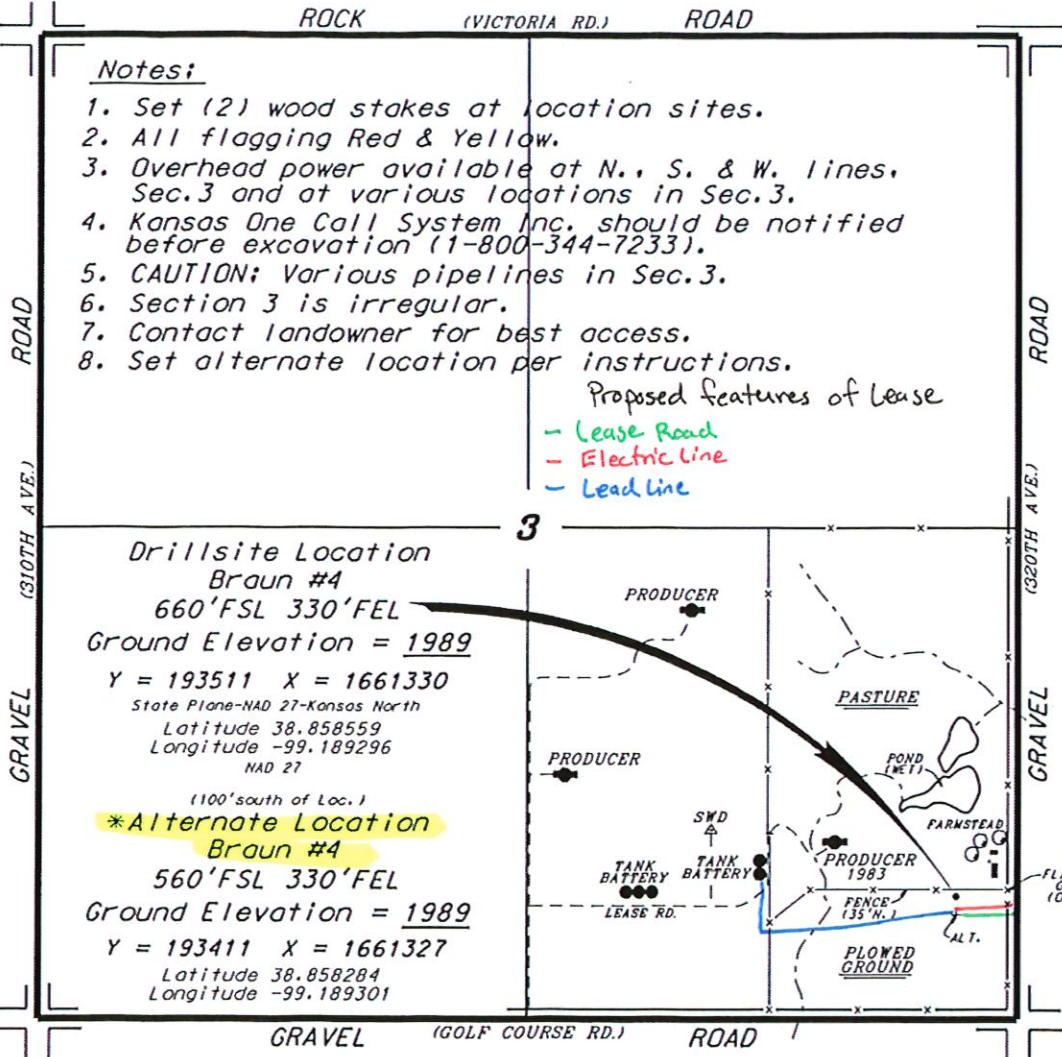 ROCK (VICTORIA RD.) ROAD
Notes:
1. Set (2) wood stakes at location sites.
2. All flagging Red & Yellow.
3. Overhead power available at N., S. & W. lines,
Sec.3 and at various locations in Sec.3.
4. Kansas One Call System Inc. should be notified
before excavation (1-800-344-7233).
5. CAUTION: Various pipelines in Sec.3.
6. Section 3 is irregular.
7. Contact landowner for best access.
8. Set alternate location per instructions.
Proposed features of Lease
- Lease Road
- Electric Line
- Lead Line
GRAVEL (310TH AVE.) ROAD
GRAVEL (320TH AVE.) ROAD
3
Drillsite Location
Braun #4
660'FSL 330'FEL
Ground Elevation = 1989
Y = 193511 X = 1661330
State Plane-NAD 27-Kansas North
Latitude 38.858559
Longitude -99.189296
NAD 27
(100'south of Loc.)
*Alternate Location
Braun #4
560'FSL 330'FEL
Ground Elevation = 1989
Y = 193411 X = 1661327
Latitude 38.858284
Longitude -99.189301
PRODUCER
PASTURE
PRODUCER
POND
(WET)
SWD
FARMSTEAD
TANK
BATTERY
TANK
BATTERY
PRODUCER
1983
LEASE RD.
FENCE
(35'N.)
ALT.
PLOWED
GROUND
GRAVEL (GOLF COURSE RD.) ROAD